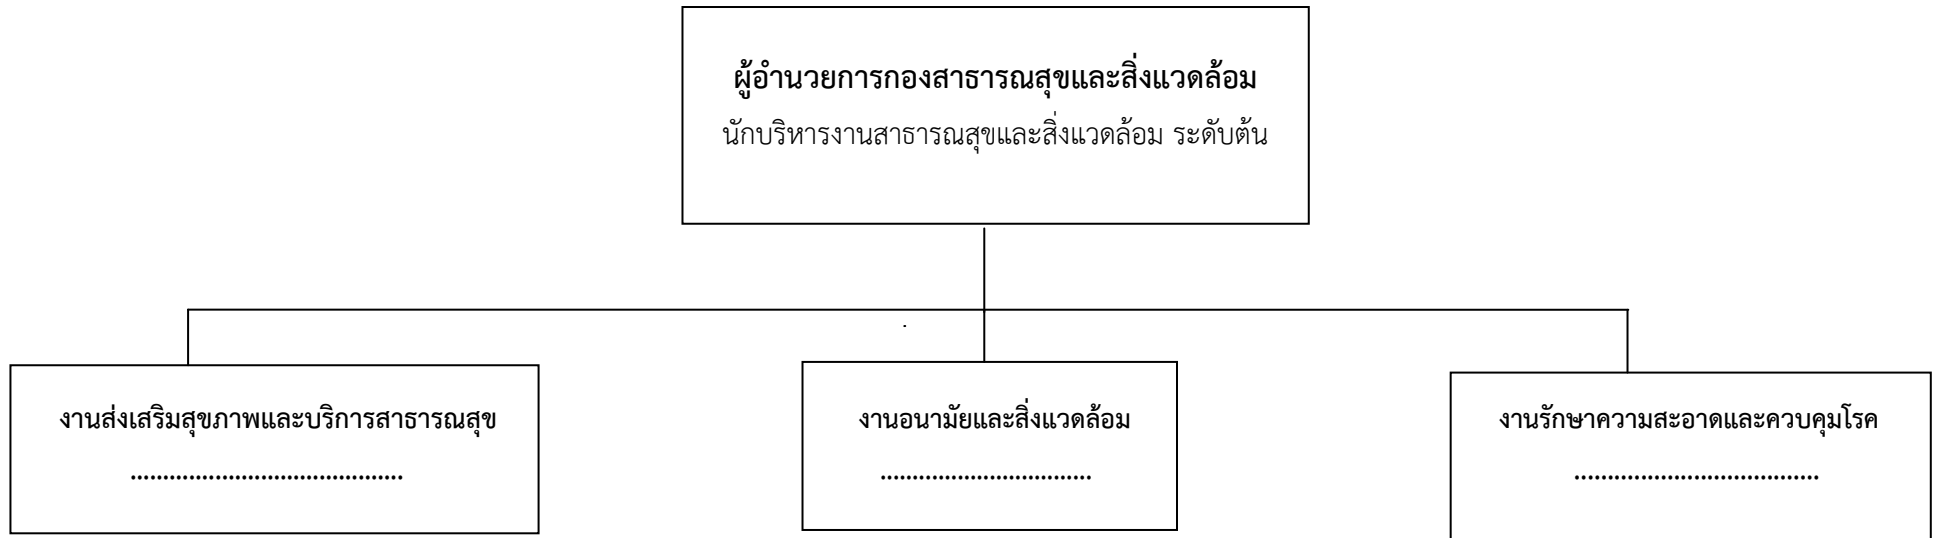 ผู้อำนวยการกองสาธารณสุขและสิ่งแวดล้อม
นักบริหารงานสาธารณสุขและสิ่งแวดล้อม ระดับต้น
งานส่งเสริมสุขภาพและบริการสาธารณสุข
..........................................
งานอนามัยและสิ่งแวดล้อม
.................................
งานรักษาความสะอาดและควบคุมโรค
......................................